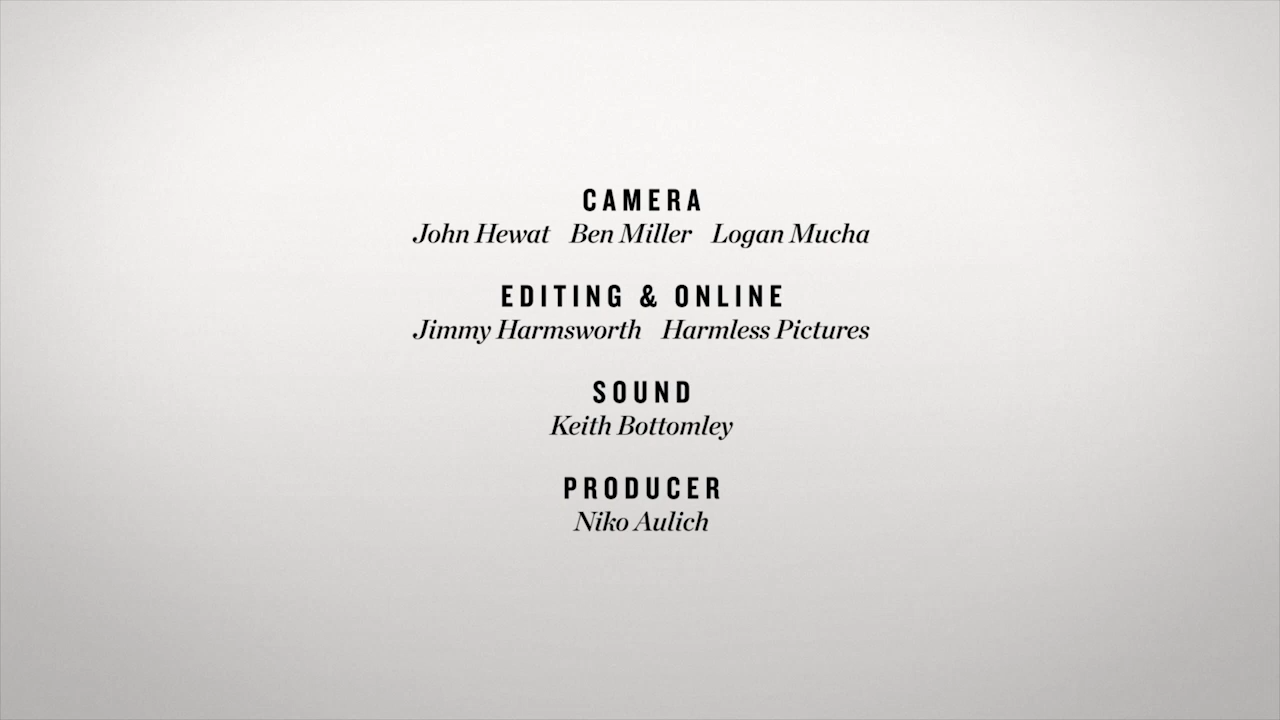 CAMERA
John Hewat Ben Miller Logan Mucha
EDITING & ONLINE
Jimmy Harmsworth Harmless Pictures
SOUND
Keith Bottomley
PRODUCER
Niko Aulich